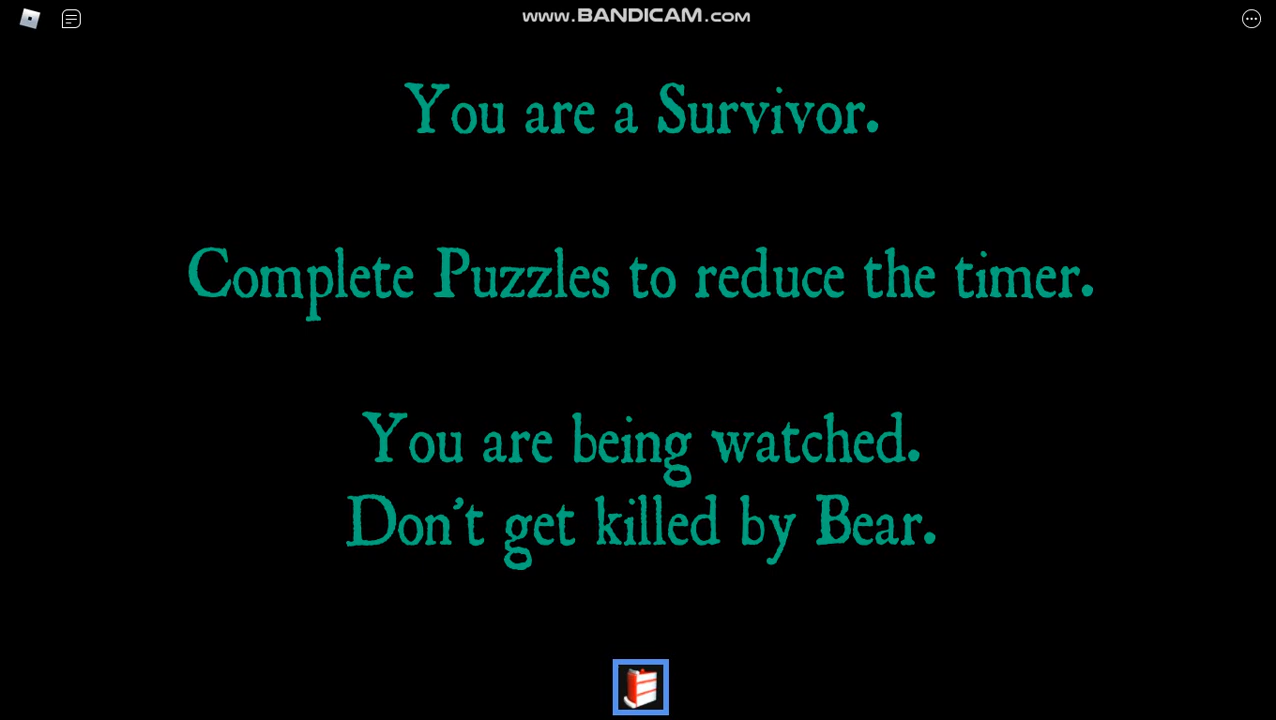 www.BANDICAM.com
You are a Survivor.
Complete Puzzles to reduce the timer.
You are being watched.
Don't get killed by Bear.